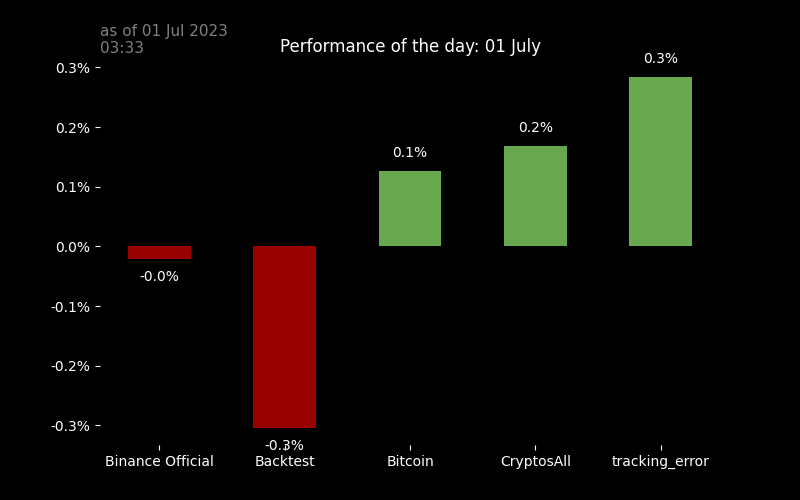 as of 01 Jul 2023
03:33
Performance of the day: 01 July
0.3%
0.2%
0.1%
0.0%
-0.1%
-0.2%
-0.3%
-0.0%
-0.3%
0.1%
0.2%
0.3%
Binance Official
Backtest
Bitcoin
CryptosAll
tracking_error